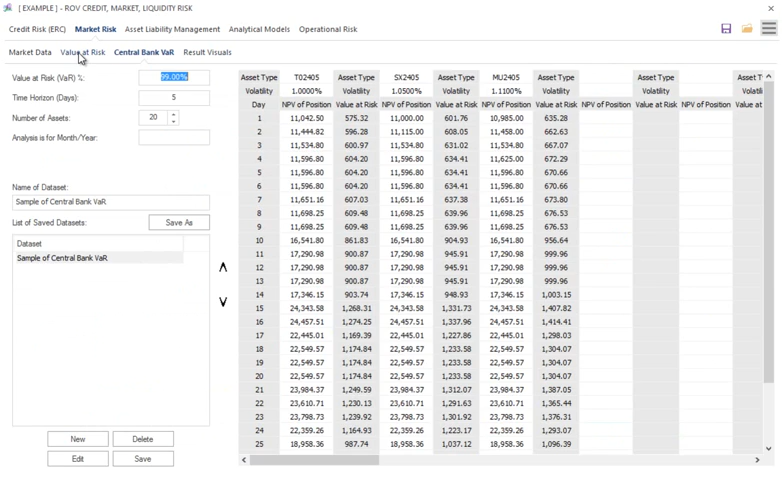 [ EXAMPLE ] - ROV CREDIT, MARKET, LIQUIDITY RISK
Credit Risk (ERC) Market Risk Asset Liability Management Analytical Models Operational Risk
Market Data Value at Risk Central Bank VaR Result Visuals
Value at Risk (VaR) %: 99.00%
Time Horizon (Days): 5
Number of Assets: 20
Analysis is for Month/Year:
Name of Dataset:
Sample of Central Bank VaR
List of Saved Datasets: Save As
Dataset
Sample of Central Bank VaR
New Delete
Edit Save
Asset Type T02405 Asset Type SX2405 Asset Type MU2405 Asset Type Asset Type Asset T
Volatility 1.0000% Volatility 1.0500% Volatility 1.1100% Volatility Volatility Volatili
Day NPV of Position Value at Risk NPV of Position Value at Risk NPV of Position Value at Risk NPV of Position Value at Risk NPV of Position Value at Risk
1 11,042.50 575.32 11,000.00 601.76 10,985.00 635.28
2 11,444.82 596.28 11,115.00 608.05 11,458.00 662.63
3 11,534.80 600.97 11,534.80 631.02 11,534.80 667.07
4 11,596.80 604.20 11,596.80 634.41 11,625.00 672.29
5 11,596.80 604.20 11,596.80 634.41 11,596.80 670.66
6 11,596.80 604.20 11,596.80 634.41 11,596.80 670.66
7 11,651.16 607.03 11,651.16 637.38 11,651.16 673.80
8 11,698.25 609.48 11,698.25 639.96 11,698.25 676.53
9 11,698.25 609.48 11,698.25 639.96 11,698.25 676.53
10 16,541.80 861.83 16,541.80 904.93 16,541.80 956.64
11 17,290.98 900.87 17,290.98 945.91 17,290.98 999.96
12 17,290.98 900.87 17,290.98 945.91 17,290.98 999.96
13 17,290.98 900.87 17,290.98 945.91 17,290.98 999.96
14 17,346.15 903.74 17,346.15 948.93 17,346.15 1,003.15
15 24,343.58 1,268.31 24,343.58 1,331.73 24,343.58 1,407.82
16 24,457.51 1,274.25 24,457.51 1,337.96 24,457.51 1,414.41
17 22,445.01 1,169.39 22,445.01 1,227.86 22,445.01 1,298.03
18 22,549.58 1,174.84 22,549.58 1,233.58 22,549.58 1,304.07
19 22,549.58 1,174.84 22,549.58 1,233.58 22,549.58 1,304.07
20 22,549.58 1,174.84 22,549.58 1,233.58 22,549.58 1,304.07
21 23,984.37 1,249.59 23,984.37 1,312.07 23,984.37 1,387.05
22 23,610.71 1,230.13 23,610.71 1,291.63 23,610.71 1,365.44
23 23,798.73 1,239.92 23,798.73 1,301.92 23,798.73 1,376.31
24 22,359.26 1,164.93 22,359.26 1,223.17 22,359.26 1,293.07
25 18,958.36 987.74 18,958.36 1,037.12 18,958.36 1,096.39